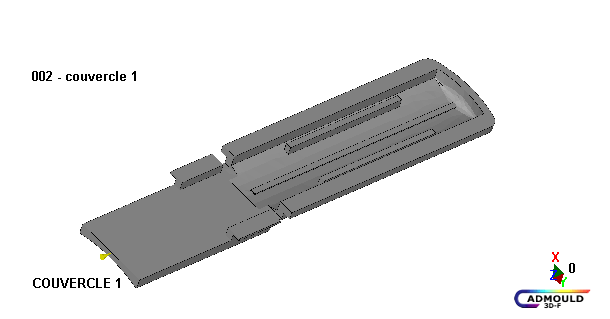 002 - couvercle 1
COUVERCLE 1
X
Z
Y
0
CADMOULD
3D-F